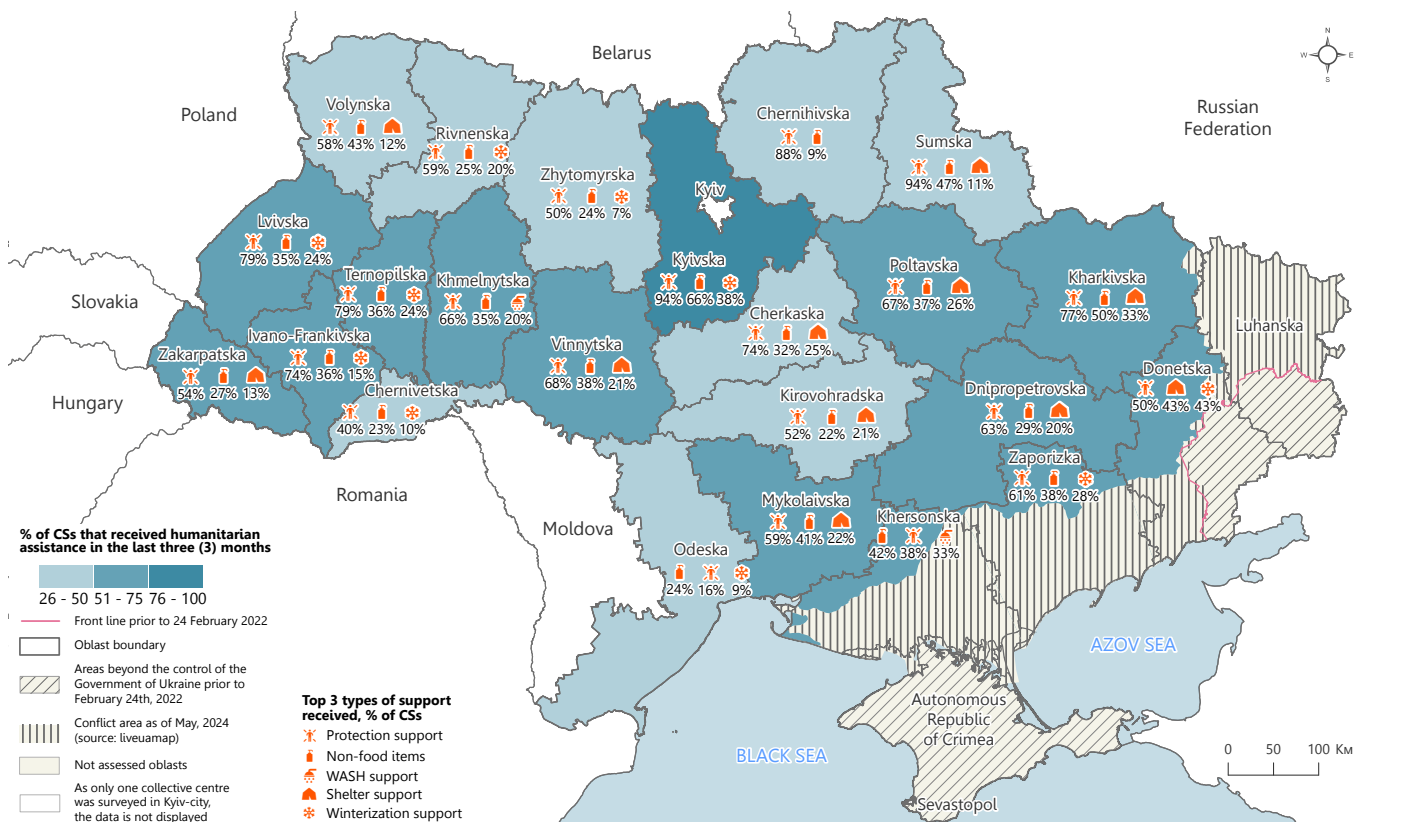 N
W E
S
Belarus
Poland
Russian
Federation
Slovakia
Hungary
Romania
Moldova
Volynska
58% 43% 12%
Rivnenska
59% 25% 20%
Zhytomyrska
50% 24% 7%
Kyiv
Chernihivska
88% 9%
Sumska
94% 47% 11%
Lvivska
79% 35% 24%
Ternopilska
79% 36% 24%
Khmelnytska
66% 35% 20%
Kyivska
94% 66% 38%
Poltavska
67% 37% 26%
Kharkivska
77% 50% 33%
Luhanska
Cherkaska
74% 32% 25%
Ivano-Frankivska
74% 36% 15%
Zakarpatska
54% 27% 13%
Chernivetska
40% 23% 10%
Vinnytska
68% 38% 21%
Kirovohradska
52% 22% 21%
Dnipropetrovska
63% 29% 20%
Donetska
50% 43% 43%
Zaporizka
61% 38% 28%
Mykolaivska
59% 41% 22%
Khersonska
42% 38% 33%
Odeska
24% 16% 9%
AZOV SEA
BLACK SEA
Autonomous
Republic
of Crimea
Sevastopol
% of CSs that received humanitarian
assistance in the last three (3) months
26 - 50 51 - 75 76 - 100
Front line prior to 24 February 2022
Oblast boundary
Areas beyond the control of the
Government of Ukraine prior to
February 24th, 2022
Conflict area as of May, 2024
(source: liveuamap)
Not assessed oblasts
As only one collective centre
was surveyed in Kyiv-city,
the data is not displayed
Top 3 types of support
received, % of CSs
Protection support
Non-food items
WASH support
Shelter support
Winterization support
0 50 100 Км